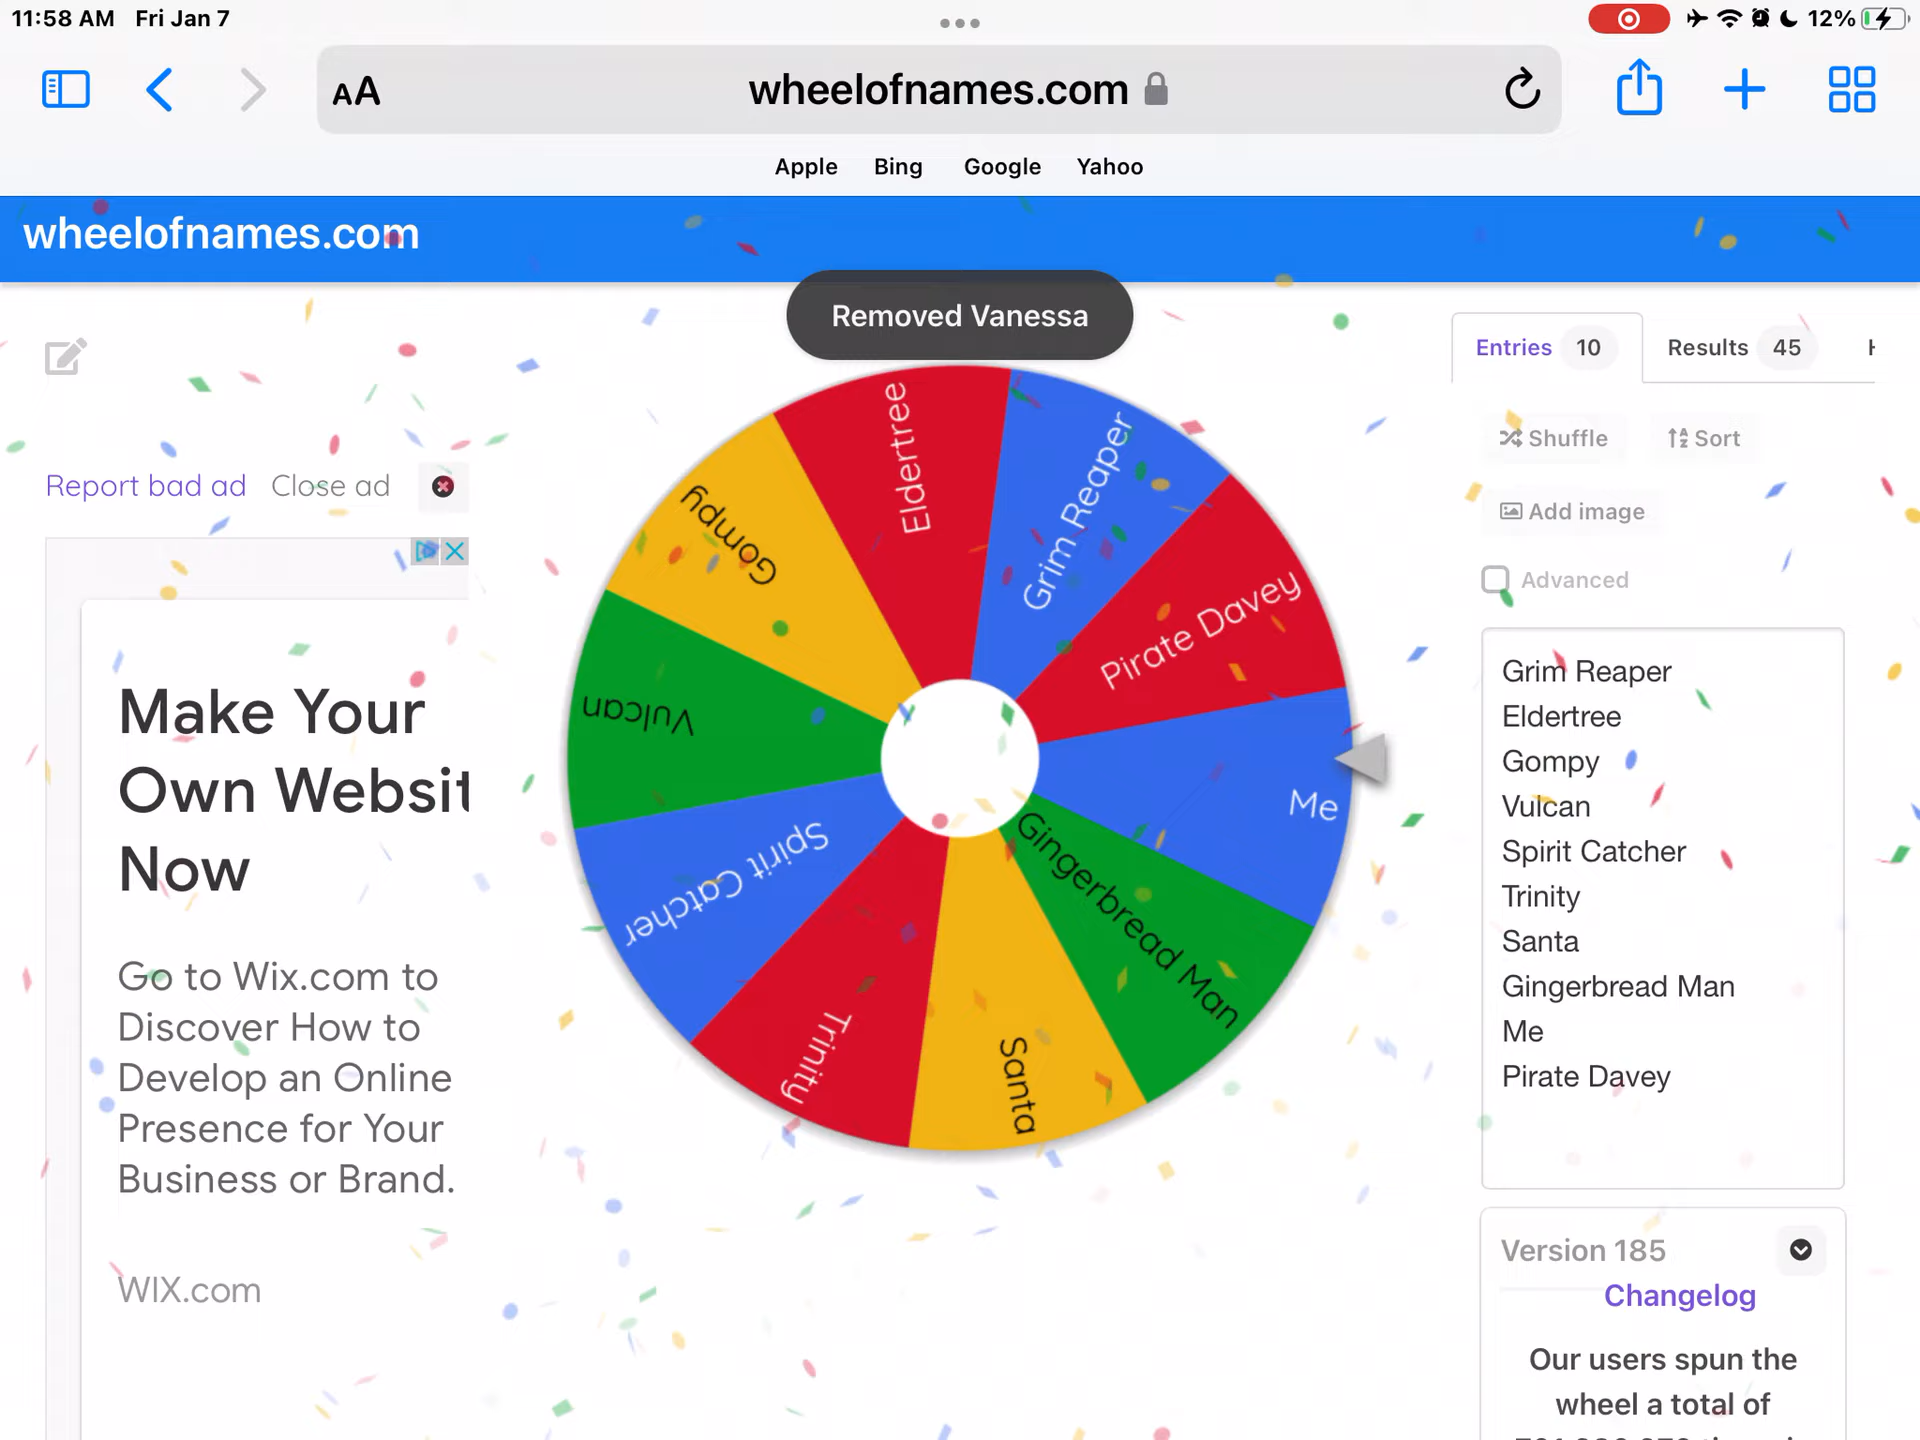 11:58 AM Fri Jan 7
12%
AA
wheelofnames.com
Apple Bing Google Yahoo
wheelofnames.com
Removed Vanessa
Entries 10 Results 45
Shuffle Sort
Add image
Advanced
Report bad ad Close ad
Make Your
Own Websit
Now
Go to Wix.com to
Discover How to
Develop an Online
Presence for Your
Business or Brand.
WIX.com
Eldertree
Grim Reaper
Pirate Davey
Me
Gingerbread Man
Santa
Trinity
Spirit Catcher
Vulcan
Gompy
Grim Reaper
Eldertree
Gompy
Vulcan
Spirit Catcher
Trinity
Santa
Gingerbread Man
Me
Pirate Davey
Version 185
Changelog
Our users spun the
wheel a total of